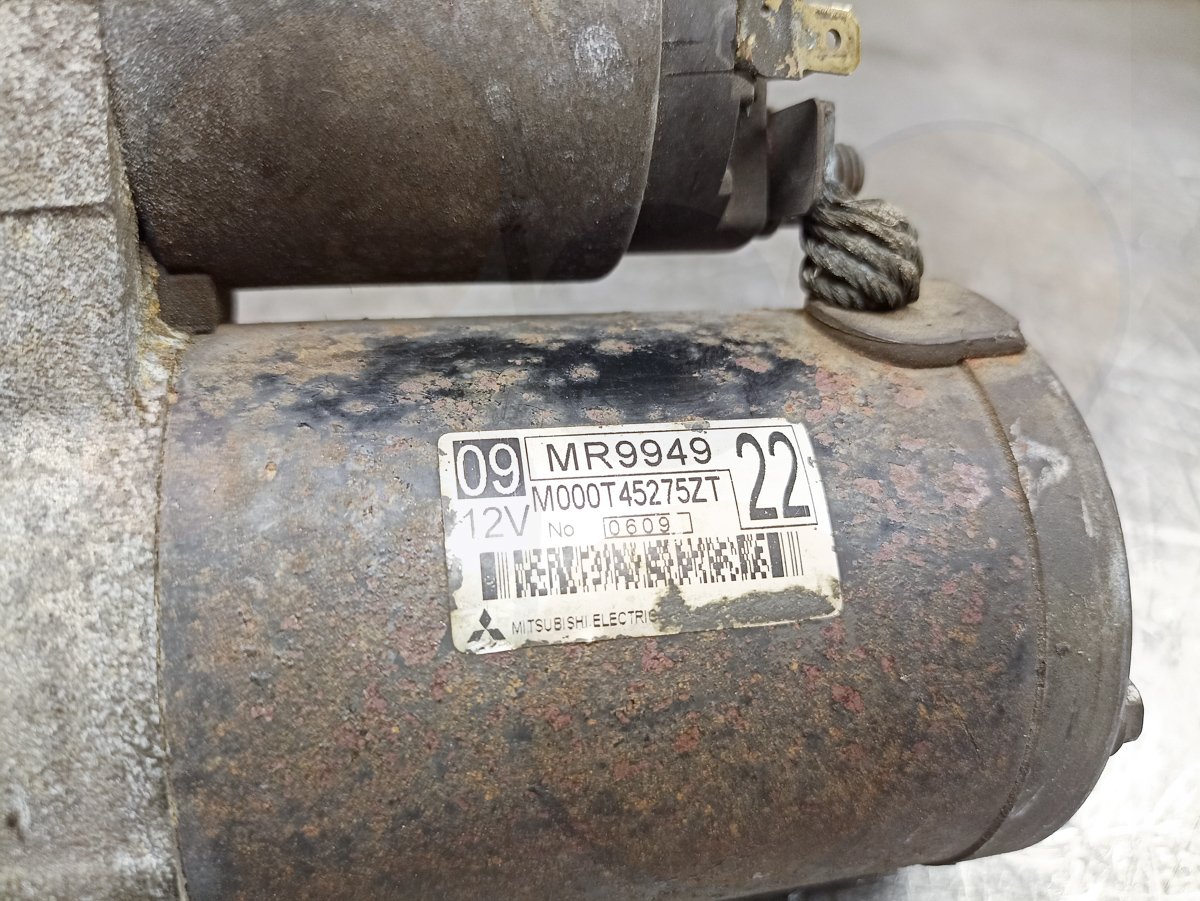 09 MR9949 22
M000T45275ZT
12V No 0609
MITSUBISHI ELECTRIC